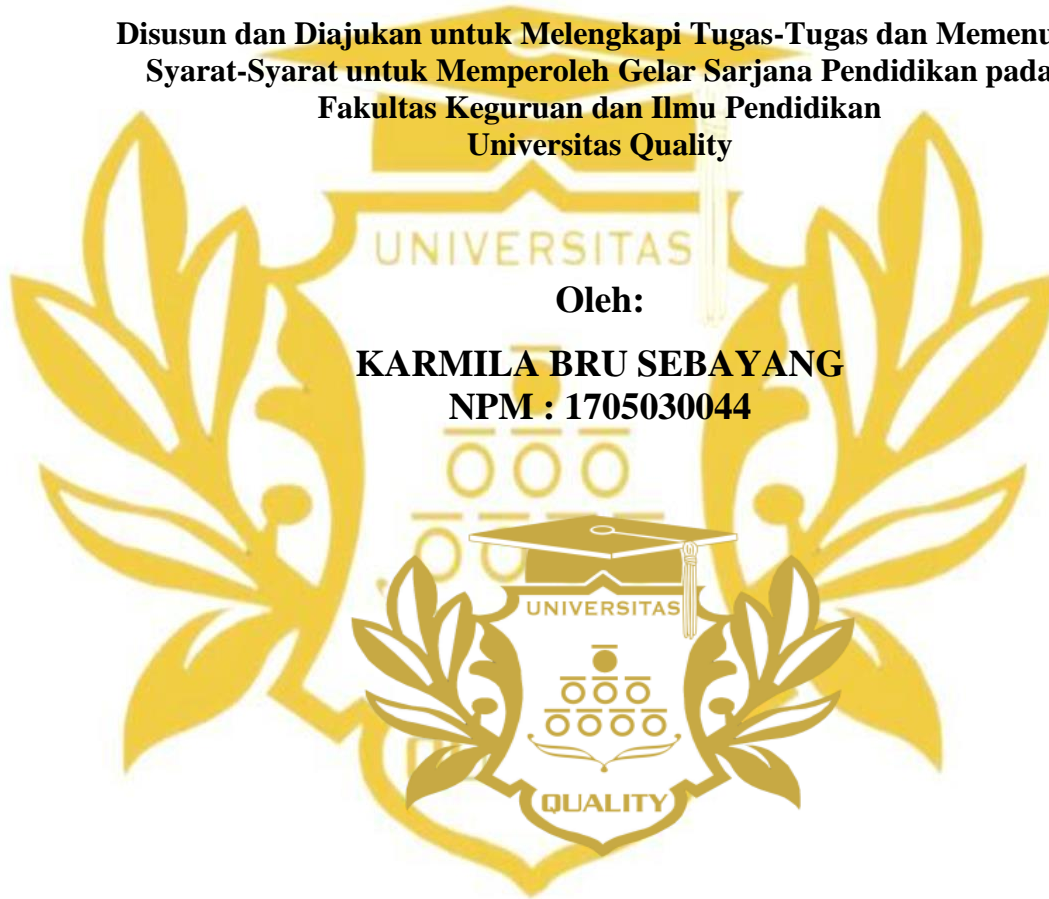 Disusun dan Diajukan untuk Melengkapi Tugas-Tugas dan Memenu
Syarat-Syarat untuk Memperoleh Gelar Sarjana Pendidikan pada
Fakultas Keguruan dan Ilmu Pendidikan
Universitas Quality
UNIVERSITAS
Oleh:
KARMILA BRU SEBAYANG
NPM : 1705030044
UNIVERSITAS
QUALITY